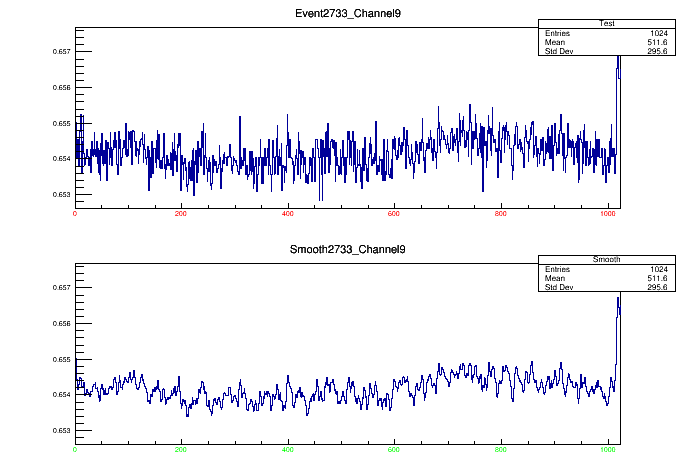 Event2733_Channel9
Test
Entries 1024
Mean 511.6
Std Dev 295.6
0.657
0.656
0.655
0.654
0.653
0 200 400 600 800 1000
Smooth2733_Channel9
Smooth
Entries 1024
Mean 511.6
Std Dev 295.6
0.657
0.656
0.655
0.654
0.653
0 200 400 600 800 1000